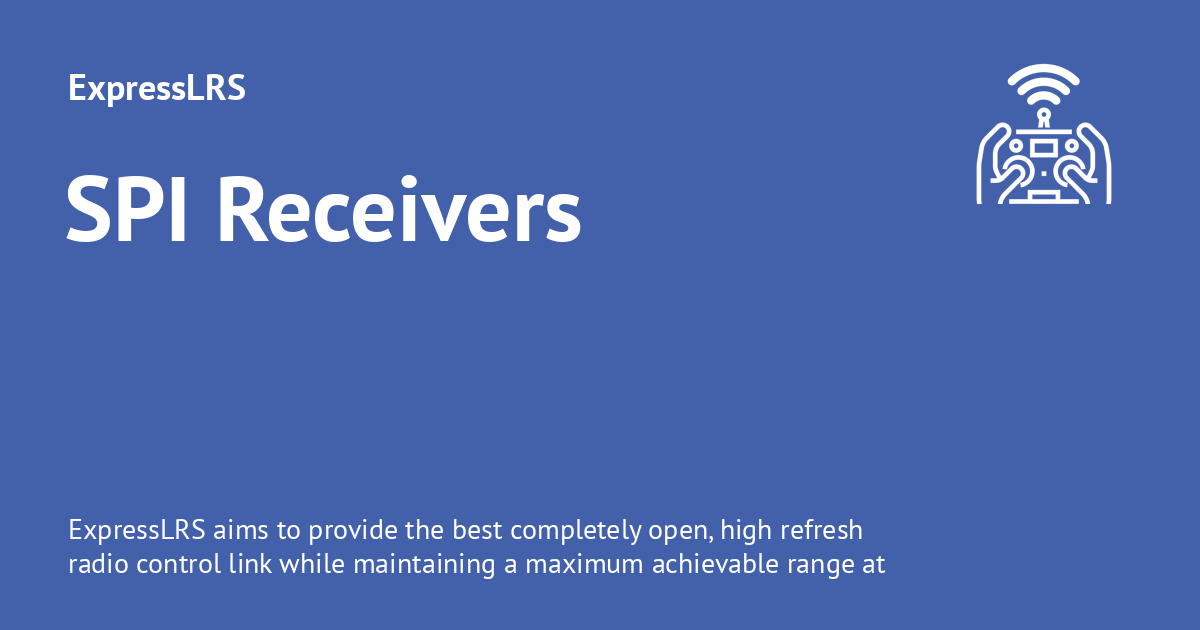 ExpressLRS
SPI Receivers
ExpressLRS aims to provide the best completely open, high refresh
radio control link while maintaining a maximum achievable range at